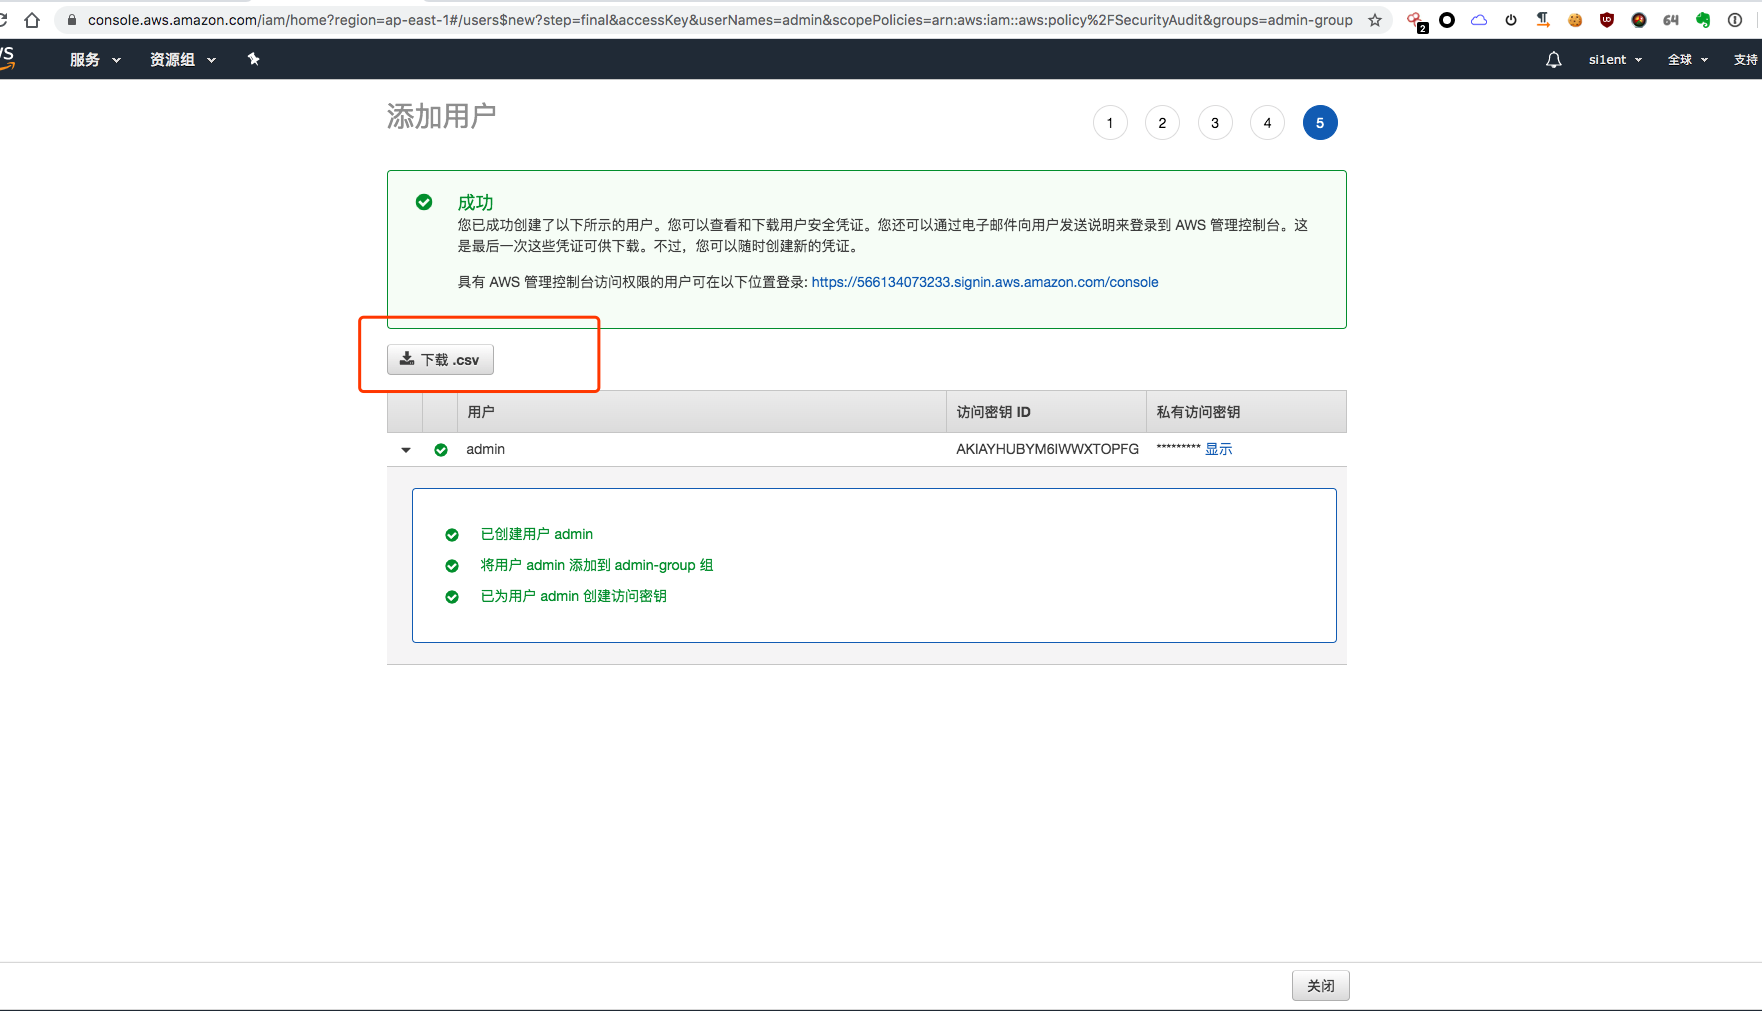 console.aws.amazon.com/iam/home?region=ap-east-1#/users$new?step=final&accessKey&userNames=admin&scopePolicies=arn:aws:iam::aws:policy%2FSecurityAudit&groups=admin-group
2
64
服务 资源组 si1ent 全球 支持
添加用户
1 2 3 4 5
成功
您已成功创建了以下所示的用户。您可以查看和下载用户安全凭证。您还可以通过电子邮件向用户发送说明来登录到 AWS 管理控制台。这
是最后一次这些凭证可供下载。不过，您可以随时创建新的凭证。
具有 AWS 管理控制台访问权限的用户可在以下位置登录: https://566134073233.signin.aws.amazon.com/console
下载 .csv
用户 访问密钥 ID 私有访问密钥
admin AKIAYHUBYM6IWWXTOPFG ********* 显示
已创建用户 admin
将用户 admin 添加到 admin-group 组
已为用户 admin 创建访问密钥
关闭